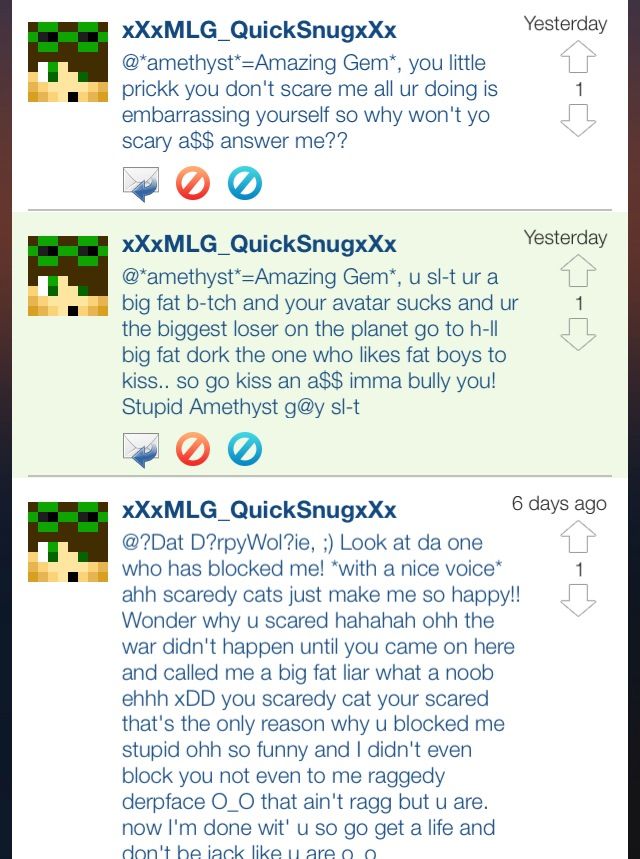 xXxMLG_QuickSnugxXx
Yesterday
@*amethyst*=Amazing Gem*, you little
prickk you don't scare me all ur doing is
embarrassing yourself so why won't yo
scary a$$ answer me??
1
xXxMLG_QuickSnugxXx
Yesterday
@*amethyst*=Amazing Gem*, u sl-t ur a
big fat b-tch and your avatar sucks and ur
the biggest loser on the planet go to h-ll
big fat dork the one who likes fat boys to
kiss.. so go kiss an a$$ imma bully you!
Stupid Amethyst g@y sl-t
1
xXxMLG_QuickSnugxXx
6 days ago
@?Dat D?rpyWol?ie, ;) Look at da one
who has blocked me! *with a nice voice*
ahh scaredy cats just make me so happy!!
Wonder why u scared hahahah ohh the
war didn't happen until you came on here
and called me a big fat liar what a noob
ehhh xDD you scaredy cat your scared
that's the only reason why u blocked me
stupid ohh so funny and I didn't even
block you not even to me raggedy
derpface O_O that ain't ragg but u are.
now I'm done wit' u so go get a life and
don't be jack like u are o_o
1